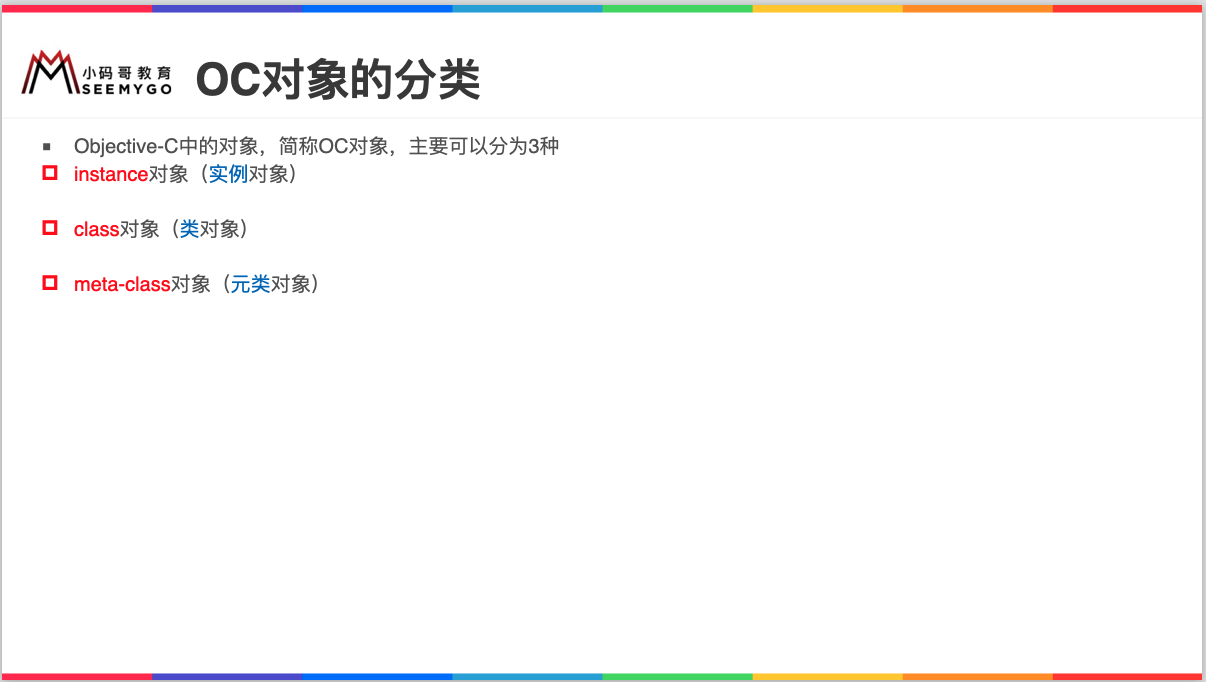 小码哥教育
SEEMYGO
OC对象的分类
Objective-C中的对象，简称OC对象，主要可以分为3种
instance对象（实例对象）
class对象（类对象）
meta-class对象（元类对象）